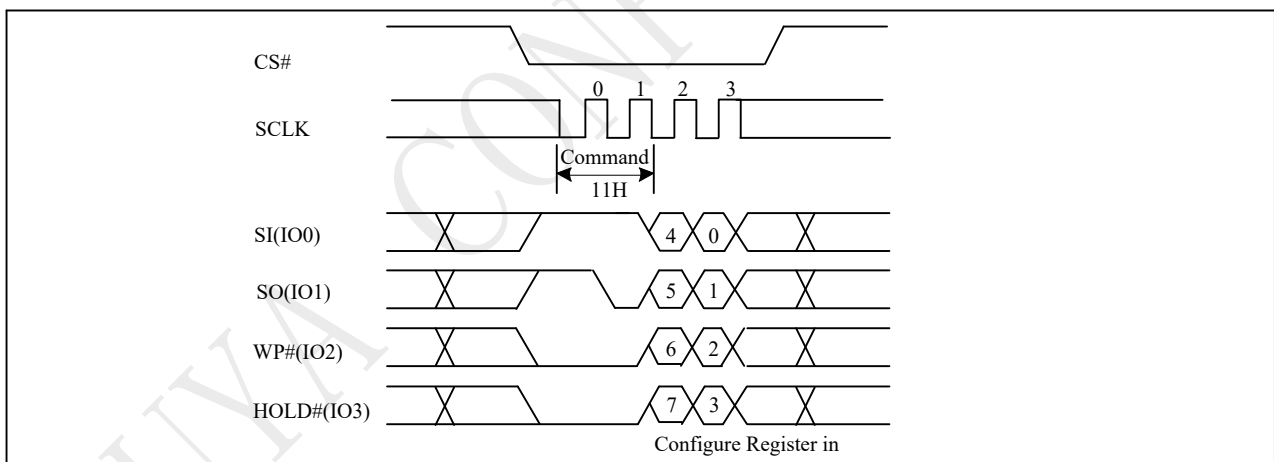 CS#
0 1 2 3
SCLK
Command
11H
SI(IO0) 4 0
SO(IO1) 5 1
WP#(IO2) 6 2
HOLD#(IO3) 7 3
Configure Register in